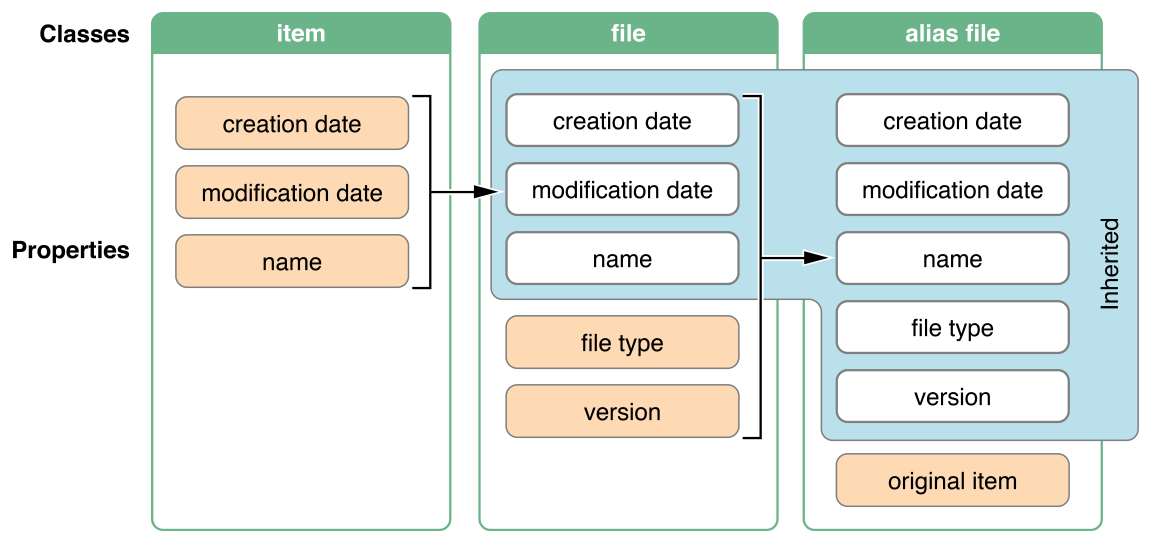 Classes
item
file
alias file
Properties
creation date
modification date
name
creation date
modification date
name
file type
version
creation date
modification date
name
file type
version
original item
Inherited